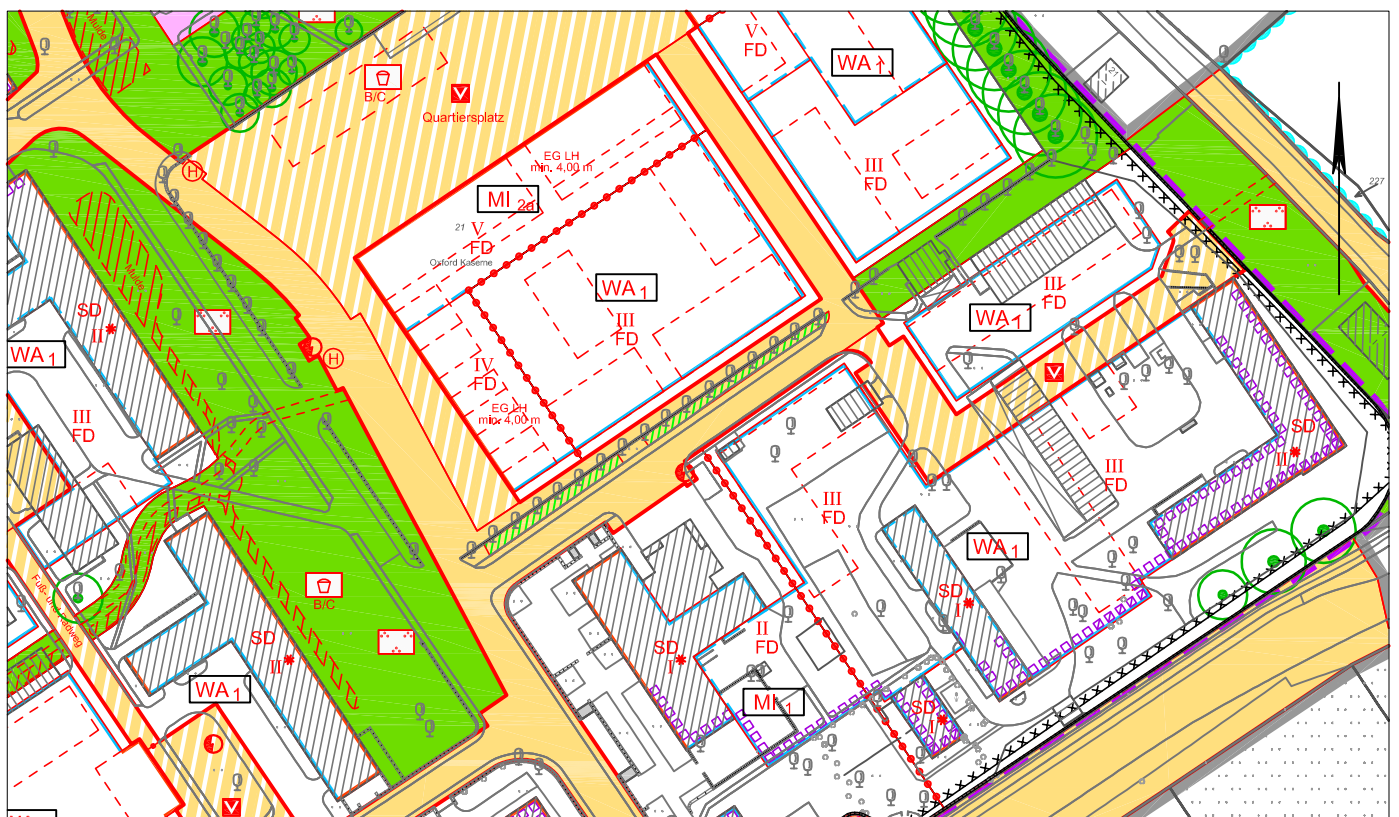 Mulde
B/C
Quartiersplatz
V
FD
WA 1
21
227
H
EG LH
min. 4,00 m
III
FD
MI 2a
21
V
FD
Oxford Kaserne
Mulde
WA 1
III
FD
III
FD
WA 1
SD
II
WA 1
H
IV
FD
EG LH
min. 4,00 m
III
FD
SD
II
III
FD
III
FD
WA 1
Fuß- und Radweg
B/C
SD
I
II
FD
SD
I
SD
II
WA 1
MI 1
SD
I